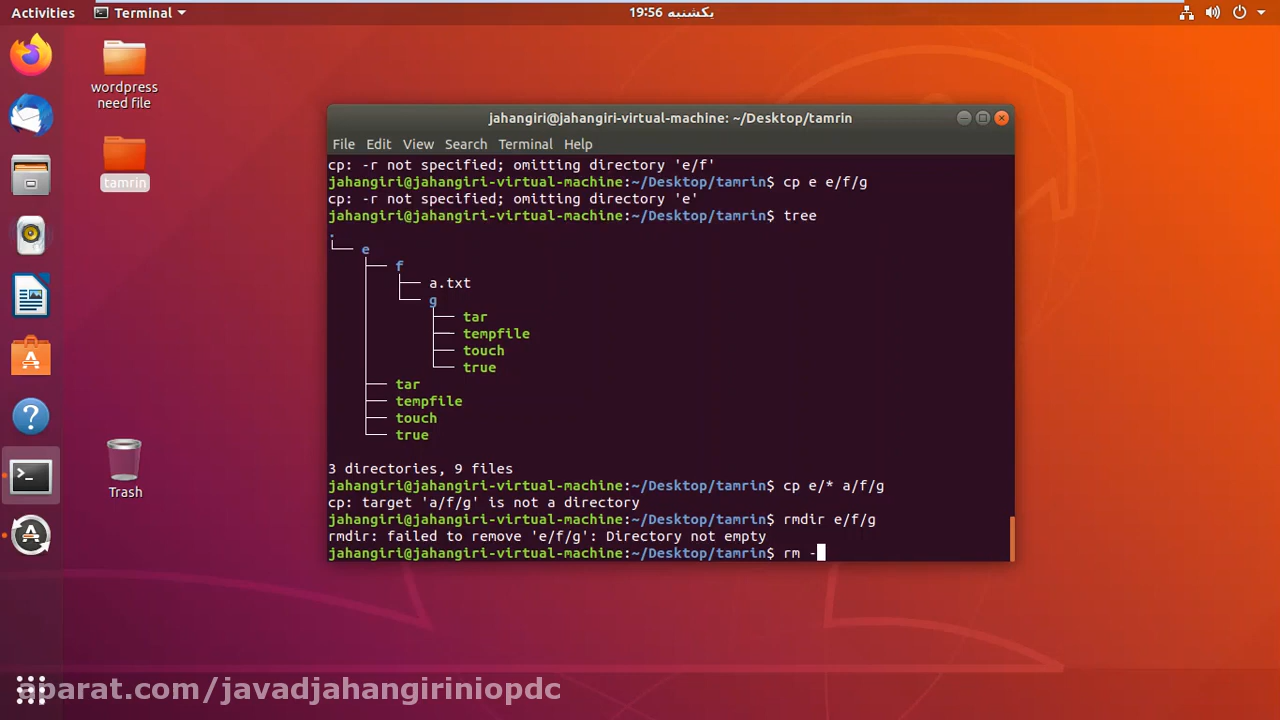 Activities
Terminal
یکشنبه 19:56
wordpress
need file
tamrin
Trash
jahangiri@jahangiri-virtual-machine: ~/Desktop/tamrin
File Edit View Search Terminal Help
cp: -r not specified; omitting directory 'e/f'
jahangiri@jahangiri-virtual-machine:~/Desktop/tamrin$ cp e e/f/g
cp: -r not specified; omitting directory 'e'
jahangiri@jahangiri-virtual-machine:~/Desktop/tamrin$ tree
.
└── e
    ├── f
    │   ├── a.txt
    │   └── g
    │       ├── tar
    │       ├── tempfile
    │       ├── touch
    │       └── true
    ├── tar
    ├── tempfile
    ├── touch
    └── true
3 directories, 9 files
jahangiri@jahangiri-virtual-machine:~/Desktop/tamrin$ cp e/* a/f/g
cp: target 'a/f/g' is not a directory
jahangiri@jahangiri-virtual-machine:~/Desktop/tamrin$ rmdir e/f/g
rmdir: failed to remove 'e/f/g': Directory not empty
jahangiri@jahangiri-virtual-machine:~/Desktop/tamrin$ rm -
aparat.com/javadjahangiriniopdc